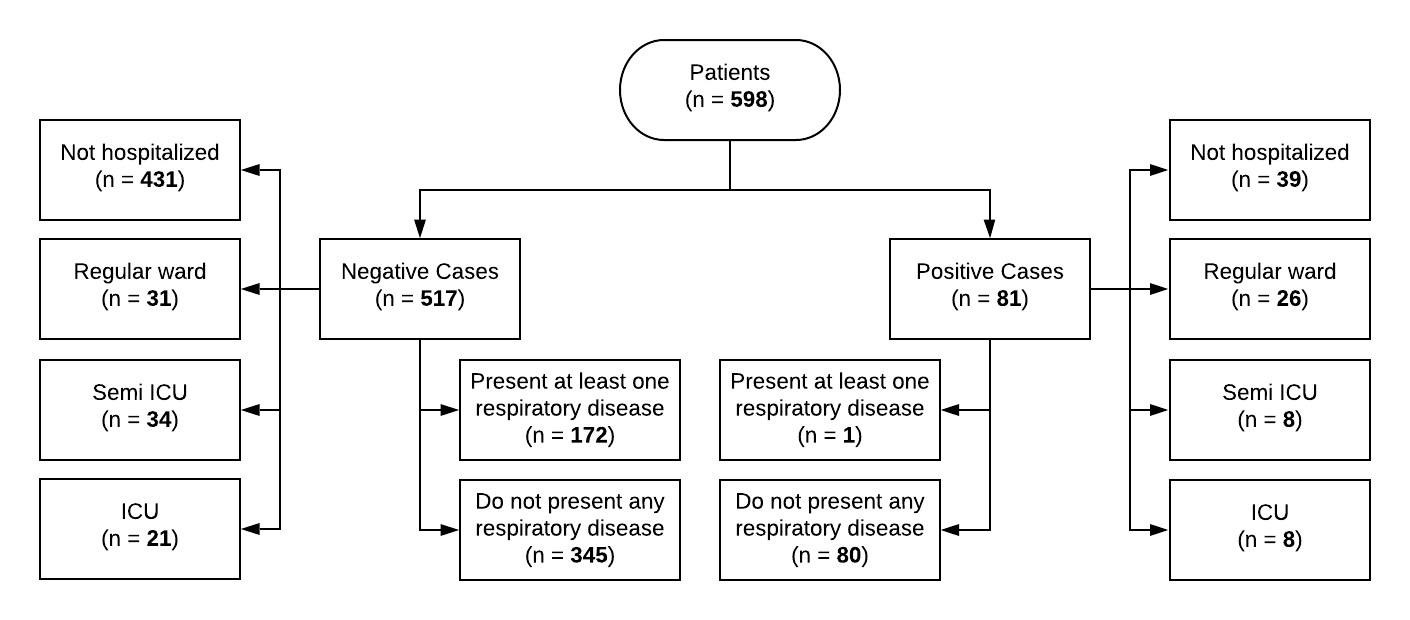 Patients
(n = 598)
Not hospitalized
(n = 431)
Regular ward
(n = 31)
Semi ICU
(n = 34)
ICU
(n = 21)
Negative Cases
(n = 517)
Present at least one
respiratory disease
(n = 172)
Do not present any
respiratory disease
(n = 345)
Positive Cases
(n = 81)
Present at least one
respiratory disease
(n = 1)
Do not present any
respiratory disease
(n = 80)
Not hospitalized
(n = 39)
Regular ward
(n = 26)
Semi ICU
(n = 8)
ICU
(n = 8)